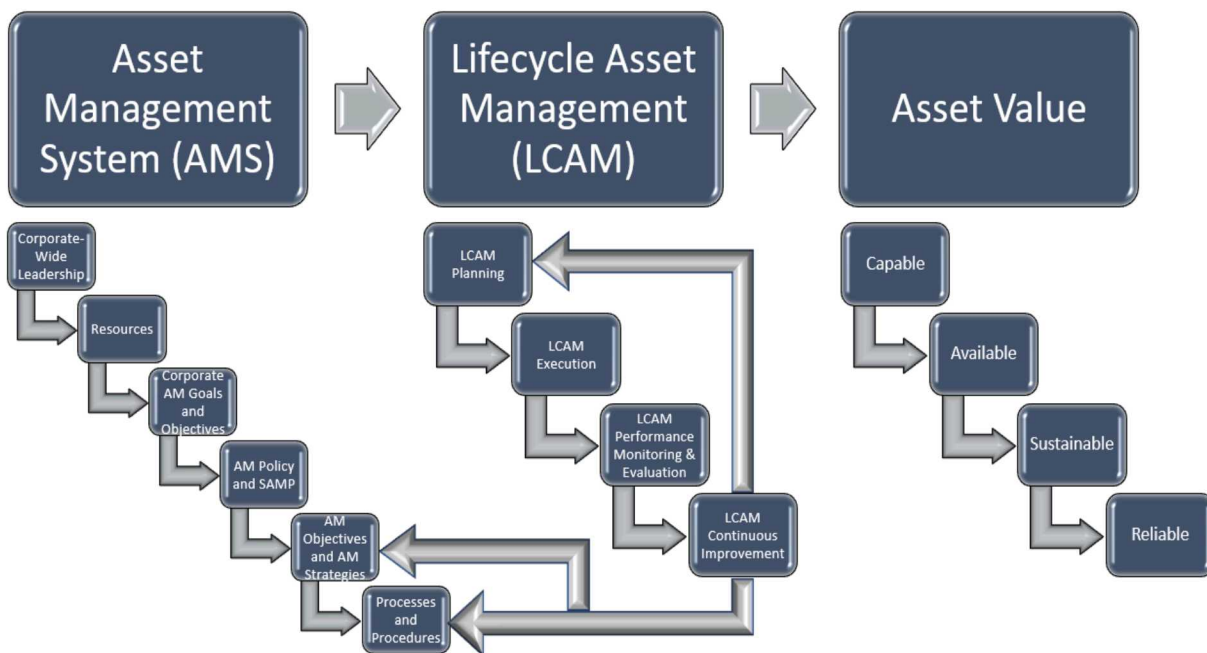 Asset
Management
System (AMS)
Lifecycle Asset
Management
(LCAM)
Asset Value
Corporate-
Wide
Leadership
Resources
Corporate
AM Goals
and
Objectives
AM Policy
and SAMP
AM
Objectives
and AM
Strategies
Processes
and
Procedures
LCAM
Planning
LCAM
Execution
LCAM
Performance
Monitoring &
Evaluation
LCAM
Continuous
Improvement
Capable
Available
Sustainable
Reliable